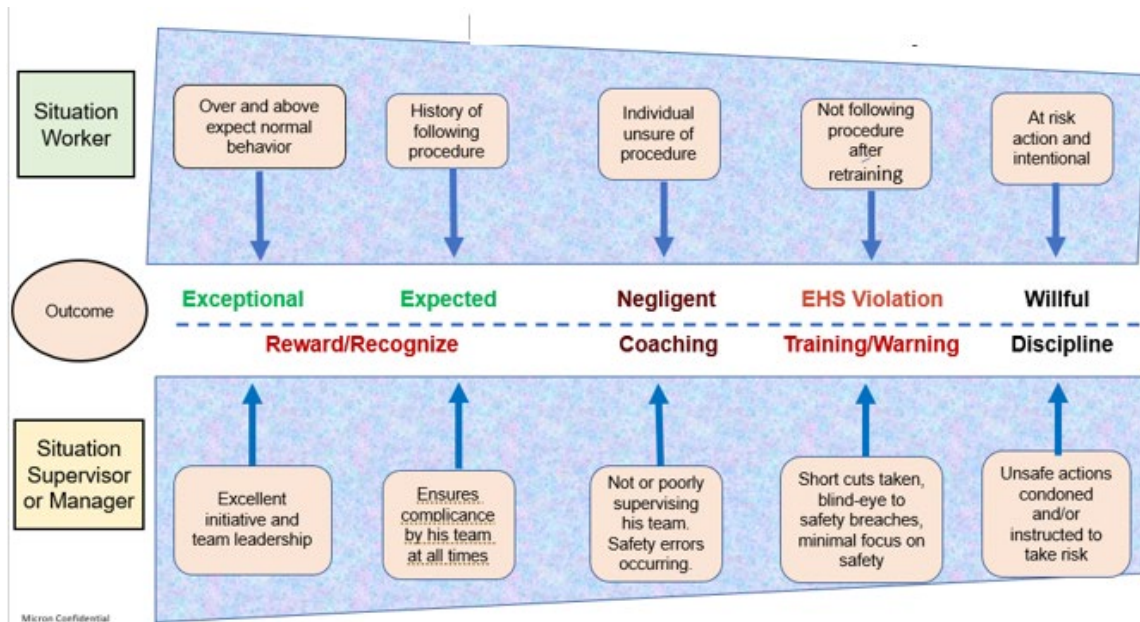 Situation
Worker
Over and above
expect normal
behavior
History of
following
procedure
Individual
unsure of
procedure
Not following
procedure
after
retraining
At risk
action and
intentional
Outcome
Exceptional
Expected
Negligent
EHS Violation
Willful
Reward/Recognize
Coaching
Training/Warning
Discipline
Situation
Supervisor
or Manager
Excellent
initiative and
team leadership
Ensures
complicance
by his team
at all times
Not or poorly
supervising
his team.
Safety errors
occurring.
Short cuts taken,
blind-eye to
safety breaches,
minimal focus on
safety
Unsafe actions
condoned
and/or
instructed to
take risk
Micron Confidential